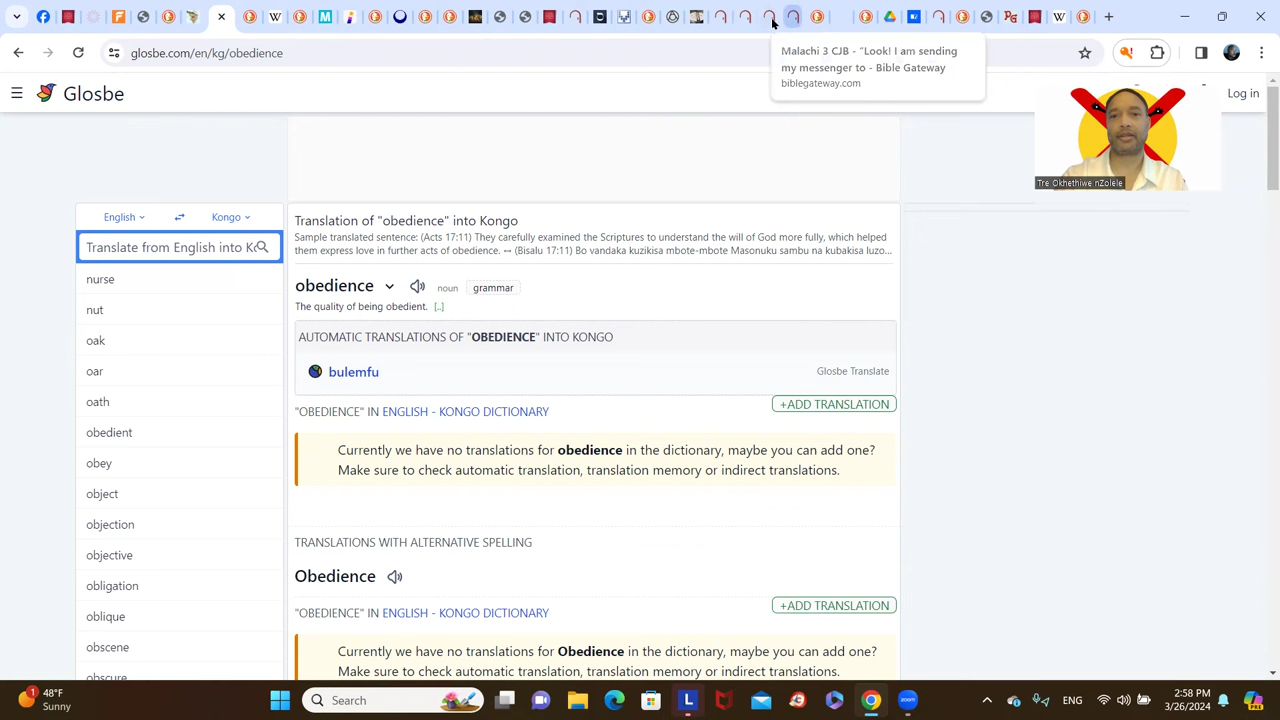 glosbe.com/en/kg/obedience
Malachi 3 CJB - “Look! I am sending
my messenger to - Bible Gateway
biblegateway.com
Glosbe
Log in
Tre Okhethiwe nZolele
English
Kongo
Translate from English into Ko
nurse
nut
oak
oar
oath
obedient
obey
object
objection
objective
obligation
oblique
obscene
obscure
Translation of "obedience" into Kongo
Sample translated sentence: (Acts 17:11) They carefully examined the Scriptures to understand the will of God more fully, which helped
them express love in further acts of obedience. ↔ (Bisalu 17:11) Bo vandaka kuzikisa mbote-mbote Masonuku sambu na kubakisa luzo...
obedience
noun
grammar
The quality of being obedient. [..]
AUTOMATIC TRANSLATIONS OF "OBEDIENCE" INTO KONGO
bulemfu
Glosbe Translate
"OBEDIENCE" IN ENGLISH - KONGO DICTIONARY
+ADD TRANSLATION
Currently we have no translations for obedience in the dictionary, maybe you can add one?
Make sure to check automatic translation, translation memory or indirect translations.
TRANSLATIONS WITH ALTERNATIVE SPELLING
Obedience
"OBEDIENCE" IN ENGLISH - KONGO DICTIONARY
+ADD TRANSLATION
Currently we have no translations for Obedience in the dictionary, maybe you can add one?
Make sure to check automatic translation, translation memory or indirect translations.
1
48°F
Sunny
Search
ENG
2:58 PM
3/26/2024